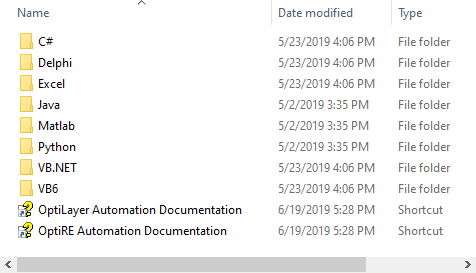 Name Date modified Type
C# 5/23/2019 4:06 PM File folder
Delphi 5/23/2019 4:06 PM File folder
Excel 5/23/2019 4:06 PM File folder
Java 5/2/2019 3:35 PM File folder
Matlab 5/2/2019 3:35 PM File folder
Python 5/2/2019 3:35 PM File folder
VB.NET 5/23/2019 4:06 PM File folder
VB6 5/23/2019 4:06 PM File folder
OptiLayer Automation Documentation 6/19/2019 5:28 PM Shortcut
OptiRE Automation Documentation 6/19/2019 5:28 PM Shortcut